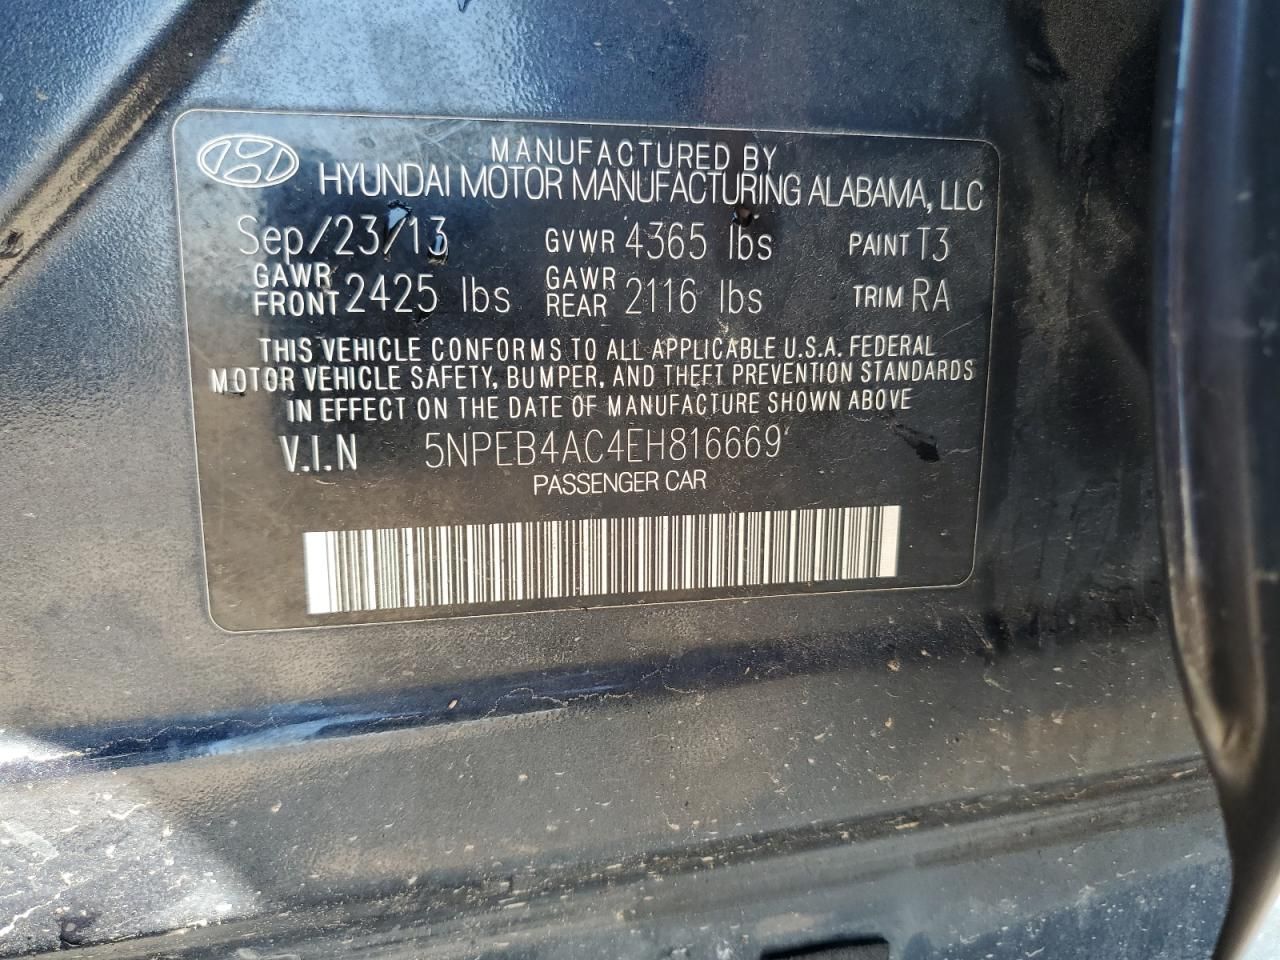 MANUFACTURED BY
HYUNDAI MOTOR MANUFACTURING ALABAMA, LLC
Sep/23/13 GVWR 4365 lbs PAINT T3
GAWR FRONT 2425 lbs GAWR REAR 2116 lbs TRIM RA
THIS VEHICLE CONFORMS TO ALL APPLICABLE U.S.A. FEDERAL
MOTOR VEHICLE SAFETY, BUMPER, AND THEFT PREVENTION STANDARDS
IN EFFECT ON THE DATE OF MANUFACTURE SHOWN ABOVE
V.I.N 5NPEB4AC4EH816669
PASSENGER CAR